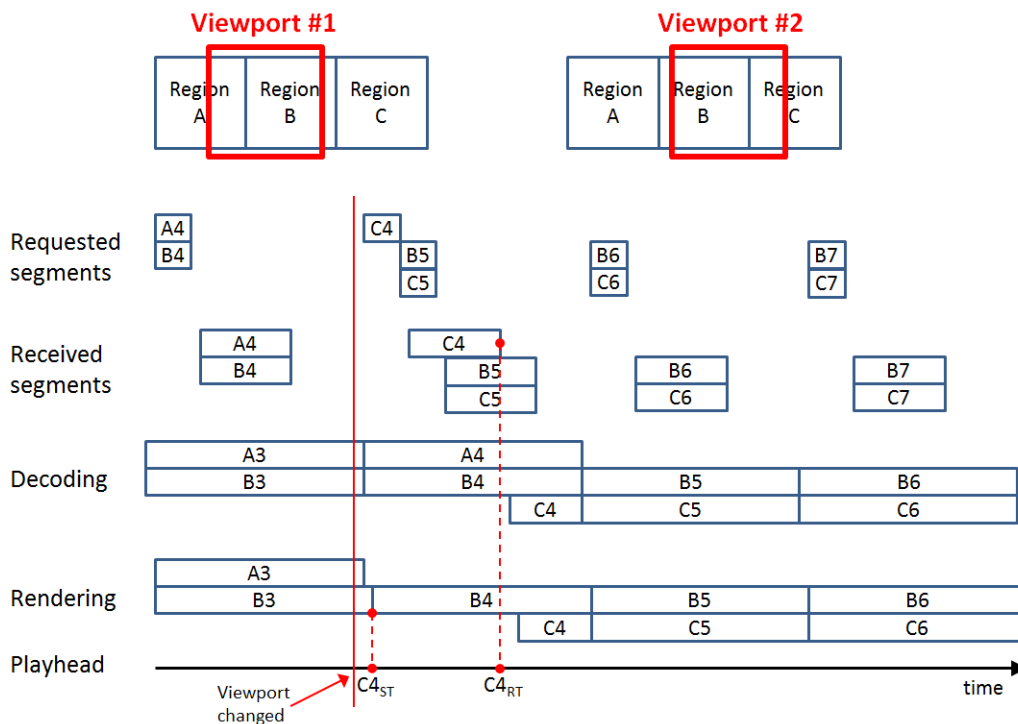 Viewport #1
Viewport #2
Region A
Region B
Region C
Region A
Region B
Region C
Requested segments
A4
B4
C4
B5
C5
B6
C6
B7
C7
Received segments
A4
B4
C4
B5
C5
B6
C6
B7
C7
Decoding
A3
A4
B3
B4
B5
B6
C4
C5
C6
Rendering
A3
B3
B4
B5
B6
C4
C5
C6
Playhead
Viewport changed
C4ST
C4RT
time